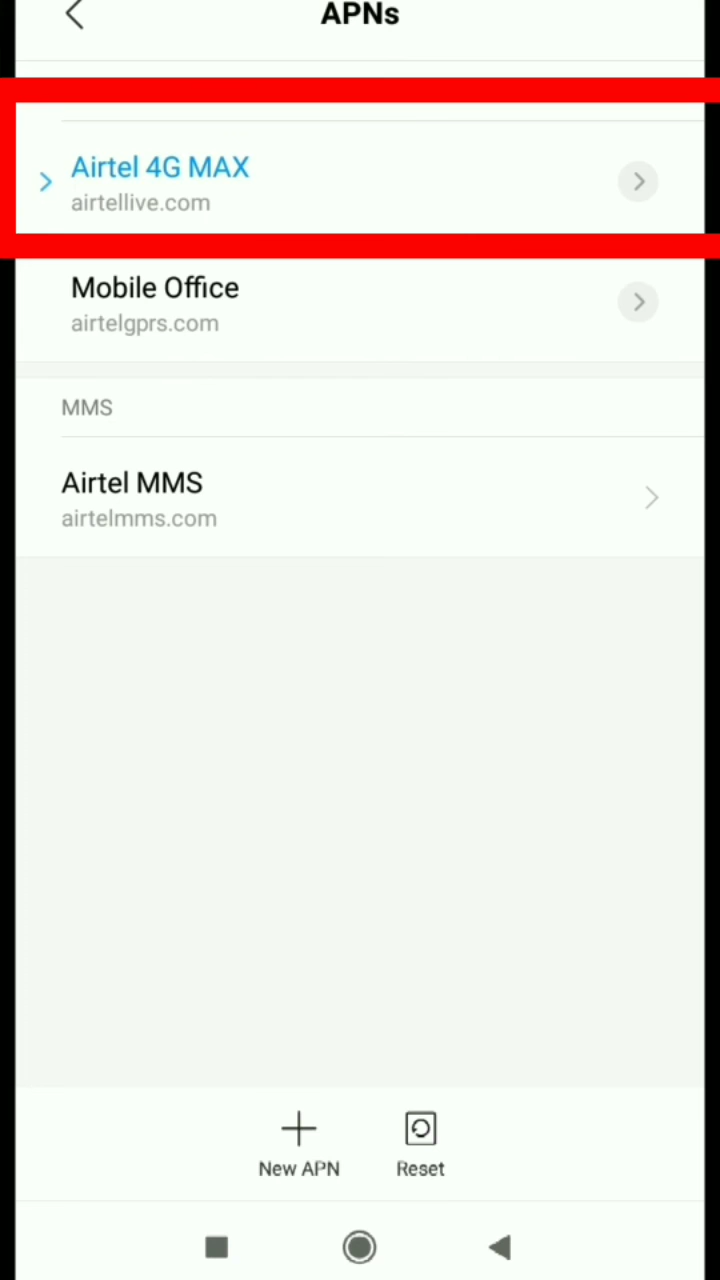 APNs
Airtel 4G MAX
airtellive.com
Mobile Office
airtelgprs.com
MMS
Airtel MMS
airtelmms.com
New APN
Reset